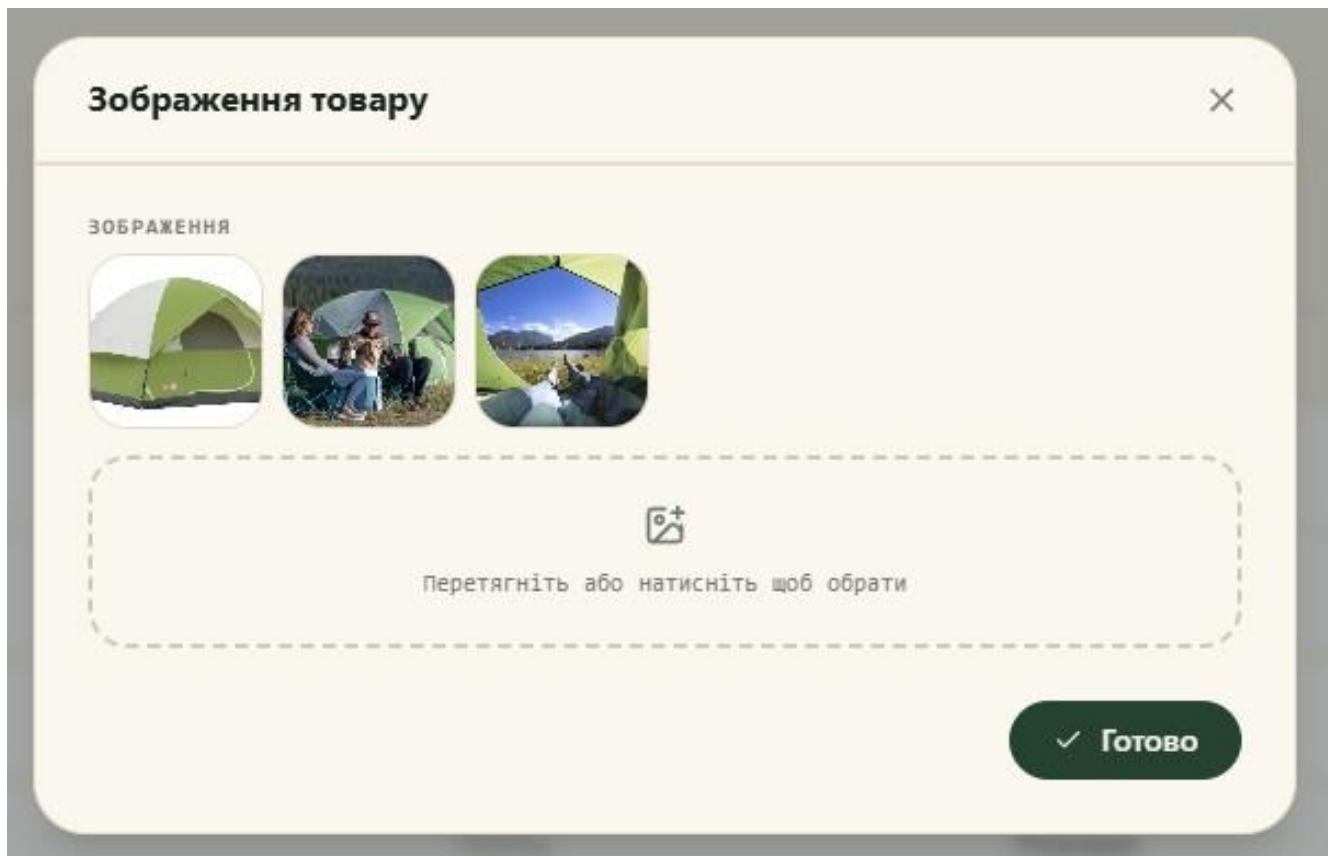 Зображення товару
ЗОБРАЖЕННЯ
Перетягніть або натисніть щоб обрати
Готово